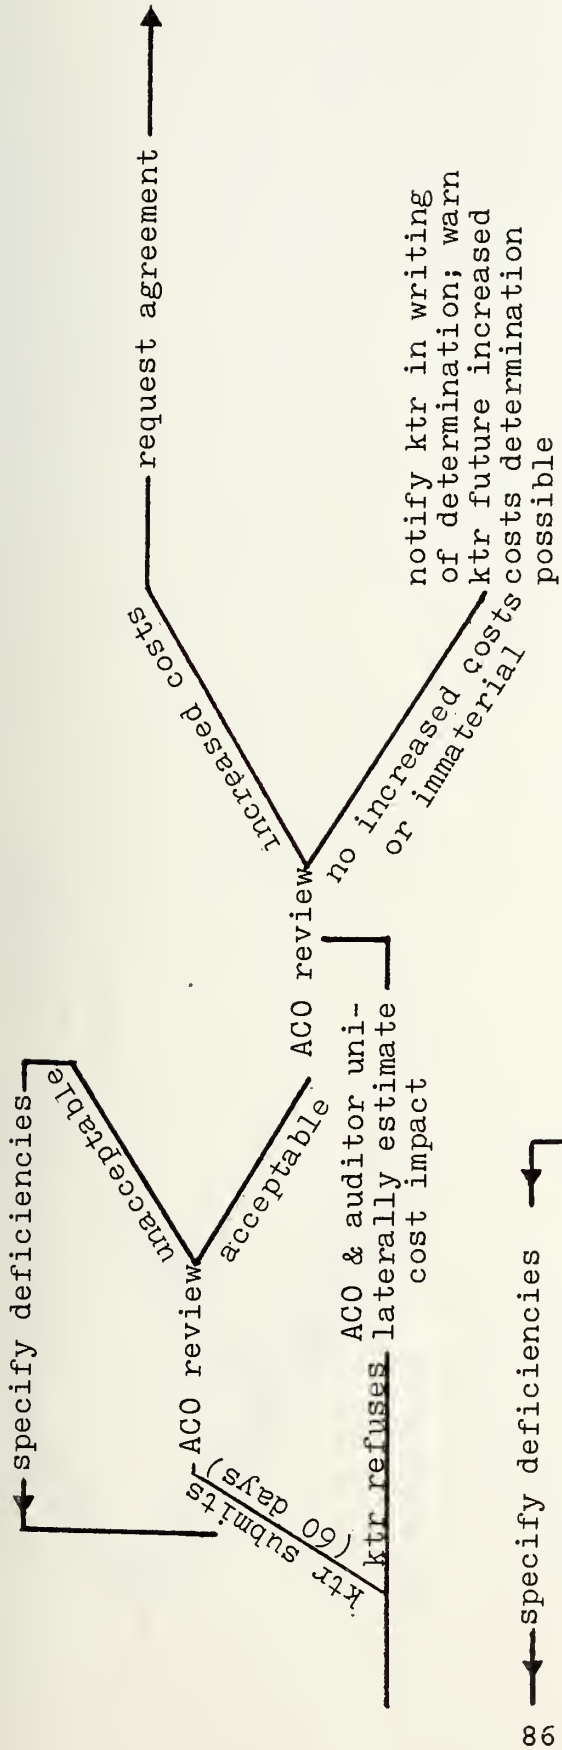 specify deficiencies
unacceptable
ACO review
acceptable
ktr submits
(60 days)
ktr refuses
ACO & auditor uni-
laterally estimate
cost impact
ACO review
increased costs
request agreement
no increased costs
or immaterial
notify ktr in writing
of determination; warn
ktr future increased
costs determination
possible
specify deficiencies
86